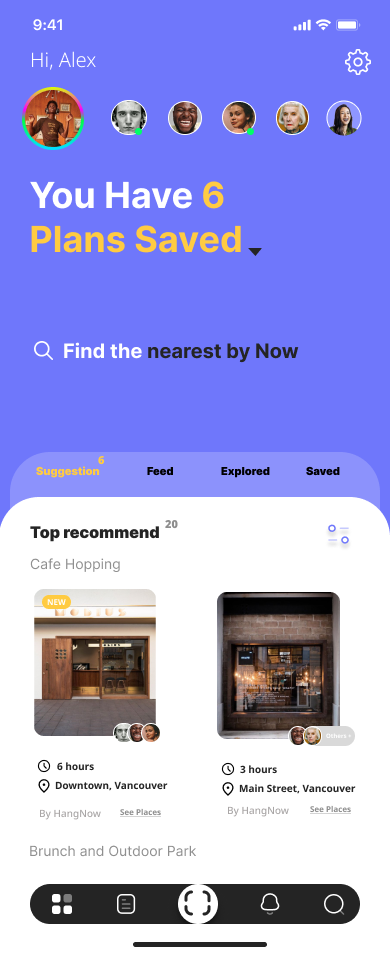 9:41
Hi, Alex
You Have 6
Plans Saved
Find the nearest by Now
6
Suggestion Feed Explored Saved
Top recommend 20
Cafe Hopping
NEW
Others +
6 hours
Downtown, Vancouver
By HangNow See Places
3 hours
Main Street, Vancouver
By HangNow See Places
Brunch and Outdoor Park